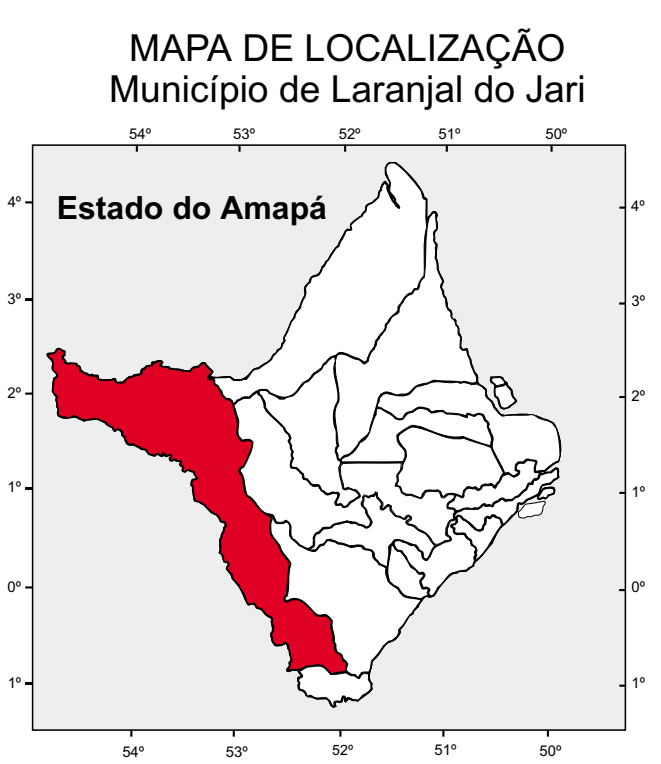 MAPA DE LOCALIZAÇÃO
Município de Laranjal do Jari
54º 53º 52º 51º 50º
Estado do Amapá
4º 4º
3º 3º
2º 2º
1º 1º
0º 0º
1º 1º
54º 53º 52º 51º 50º